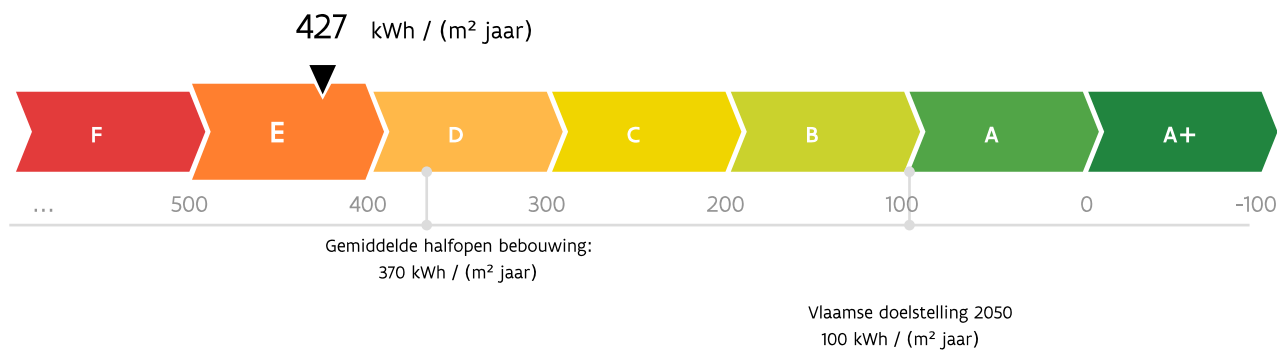 427 kWh / (m² jaar)
F E D C B A A+
... 500 400 300 200 100 0 -100
Gemiddelde halfopen bebouwing:
370 kWh / (m² jaar)
Vlaamse doelstelling 2050
100 kWh / (m² jaar)